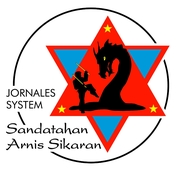 JORNALES
SYSTEM
Sandatahan
Arnis Sikaran